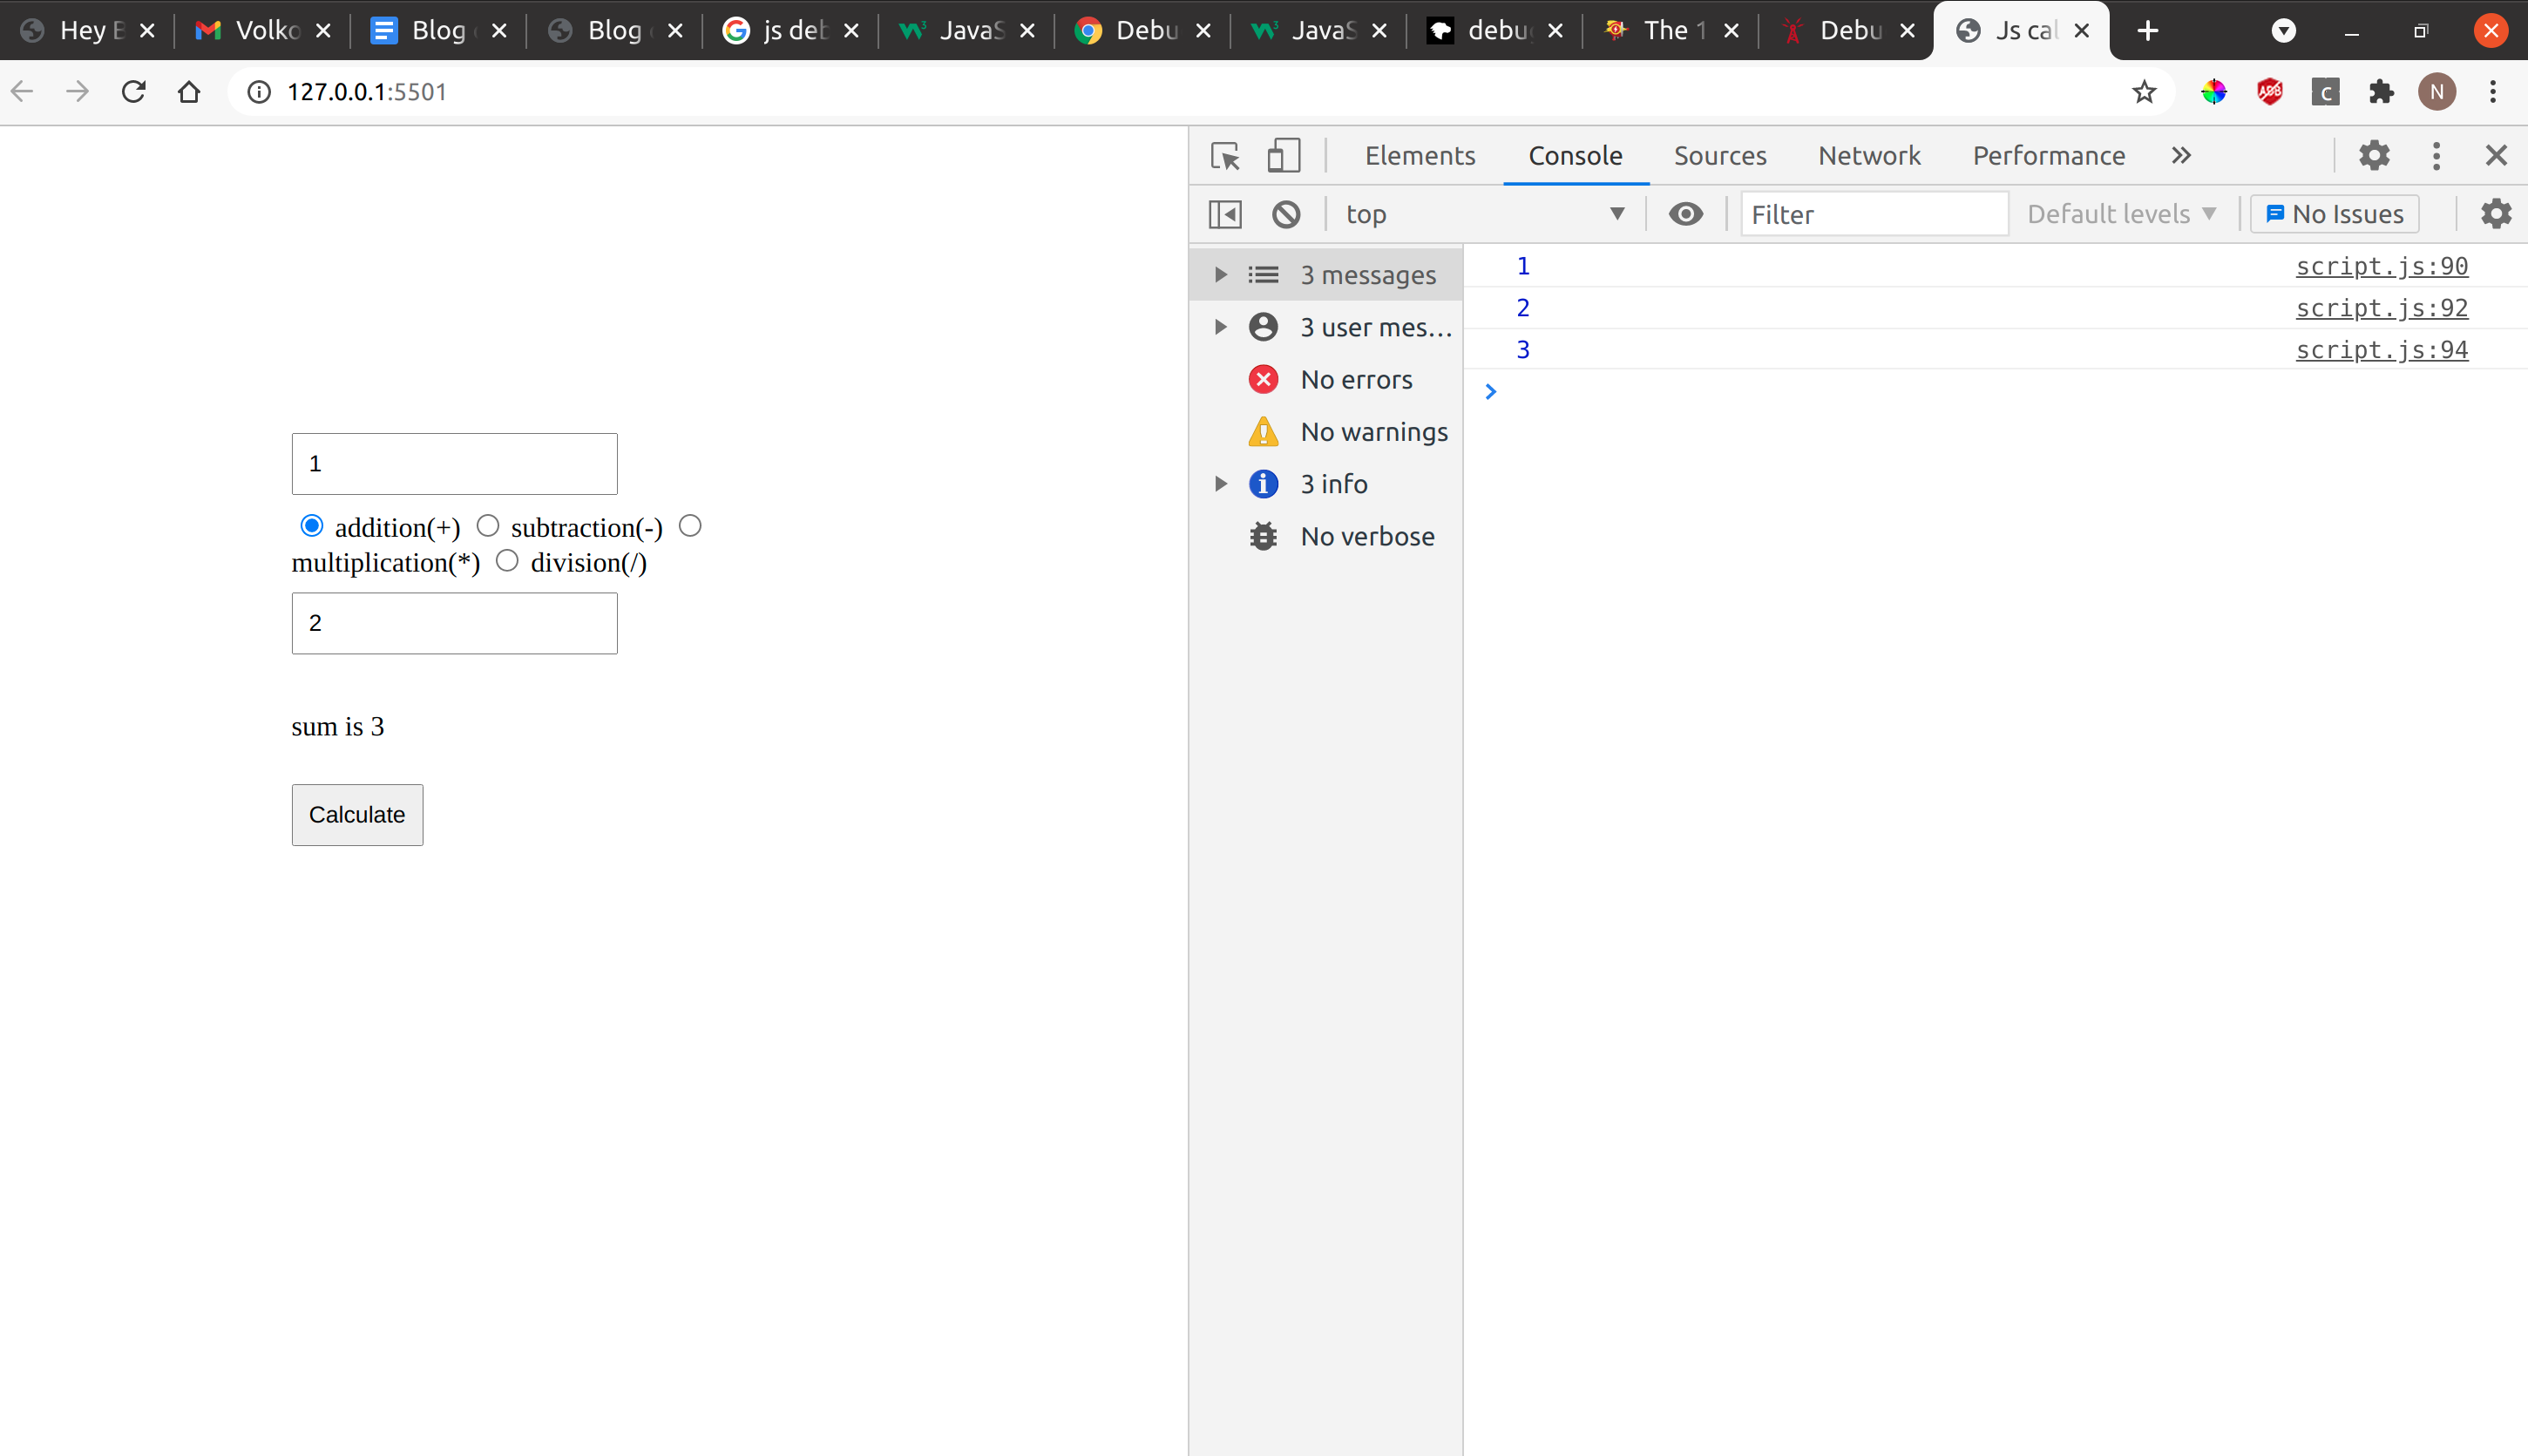 Hey B Volko Blog Blog js deb JavaS Debu JavaS debu The 1 Debu Js cal
127.0.0.1:5501 ABP C N
Elements Console Sources Network Performance
top Filter Default levels No Issues
3 messages
3 user mes...
No errors
No warnings
3 info
No verbose
1 script.js:90
2 script.js:92
3 script.js:94
1
addition(+) subtraction(-)
multiplication(*) division(/)
2
sum is 3
Calculate